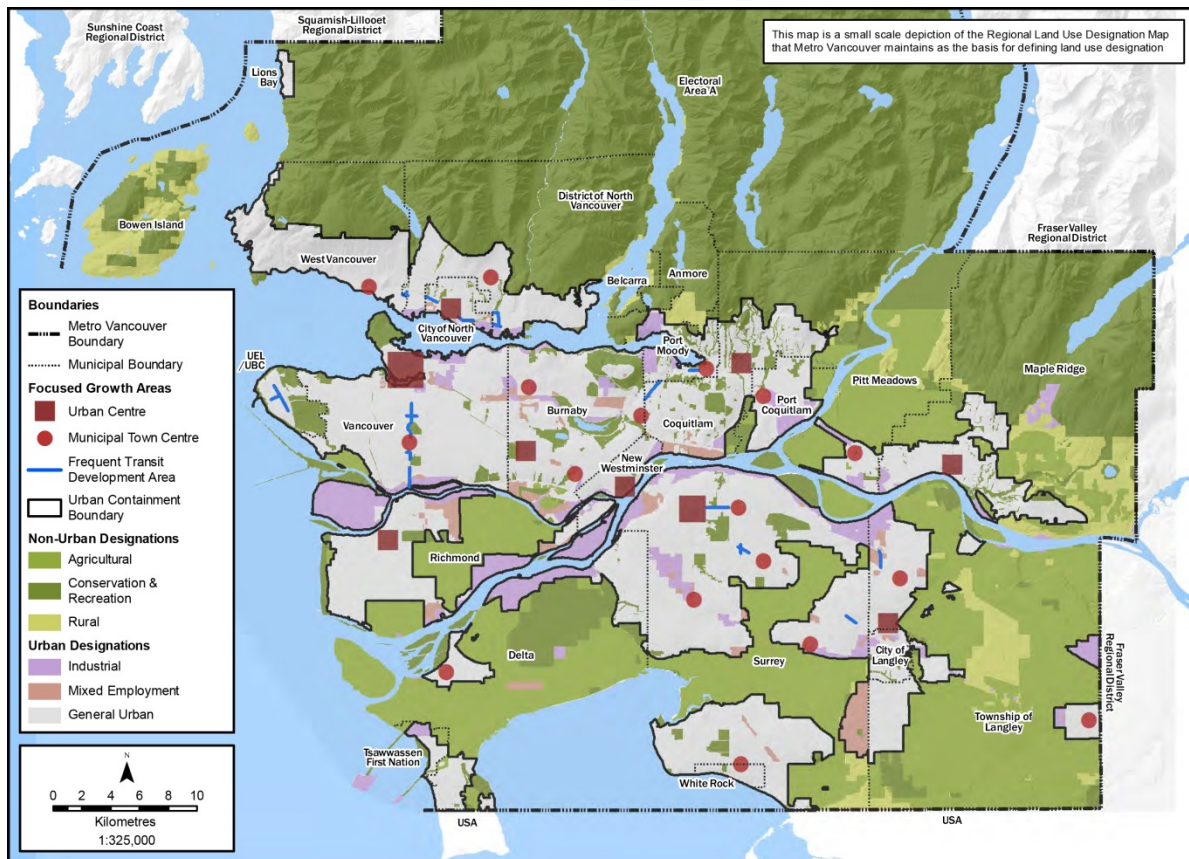 Sunshine Coast
Regional District
Squamish-Lillooet
Regional District
This map is a small scale depiction of the Regional Land Use Designation Map
that Metro Vancouver maintains as the basis for defining land use designation
Lions
Bay
Electoral
Area A
Bowen Island
District of North
Vancouver
Fraser Valley
Regional District
West Vancouver
Belcarra
Anmore
City of North
Vancouver
Port
Moody
UEL
/UBC
Pitt Meadows
Maple Ridge
Vancouver
Burnaby
Coquitlam
Port
Coquitlam
New
Westminster
Richmond
Delta
Surrey
City of
Langley
Fraser Valley
Regional District
Township of
Langley
Tsawwassen
First Nation
White Rock
USA
USA
Boundaries
Metro Vancouver
Boundary
Municipal Boundary
Focused Growth Areas
Urban Centre
Municipal Town Centre
Frequent Transit
Development Area
Urban Containment
Boundary
Non-Urban Designations
Agricultural
Conservation &
Recreation
Rural
Urban Designations
Industrial
Mixed Employment
General Urban
N
0 2 4 6 8 10
Kilometres
1:325,000